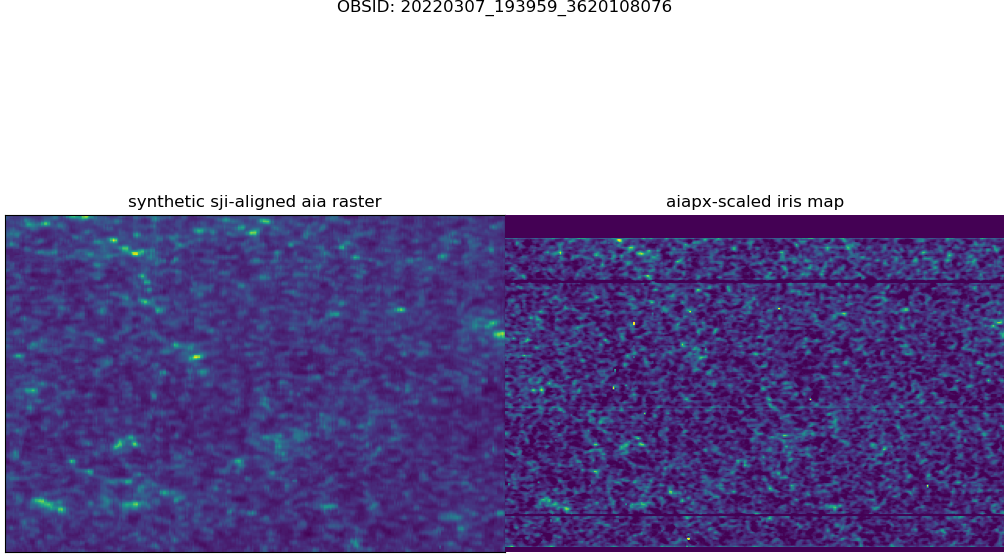 OBSID: 20220307_193959_3620108076
synthetic sji-aligned aia raster
aiapx-scaled iris map